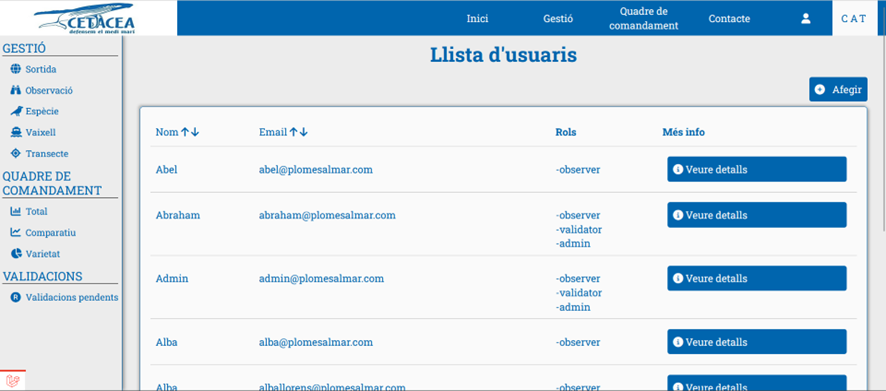 CETÀCEA
defensem el medi marí
Inici
Gestió
Quadre de
comandament
Contacte
CAT
GESTIÓ
Sortida
Observació
Espècie
Vaixell
Transecte
QUADRE DE
COMANDAMENT
Total
Comparatiu
Varietat
VALIDACIONS
Validacions pendents
Llista d'usuaris
Afegir
Nom Email Rols Més info
Abel abel@plomesalmar.com -observer Veure detalls
Abraham abraham@plomesalmar.com -observer Veure detalls
-validator
-admin
Admin admin@plomesalmar.com -observer Veure detalls
-validator
-admin
Alba alba@plomesalmar.com -observer Veure detalls
Alba alballorens@plomesalmar.com -observer Veure detalls